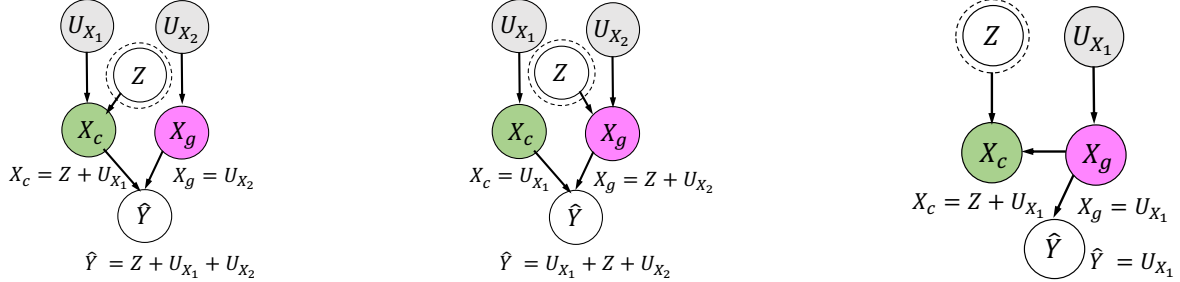 U_{X_1} U_{X_2}
Z
X_c X_g
X_c = Z + U_{X_1} X_g = U_{X_2}
Ŷ
Ŷ = Z + U_{X_1} + U_{X_2}
U_{X_1} U_{X_2}
Z
X_c X_g
X_c = U_{X_1} X_g = Z + U_{X_2}
Ŷ
Ŷ = U_{X_1} + Z + U_{X_2}
Z U_{X_1}
X_c X_g
X_c = Z + U_{X_1} X_g = U_{X_1}
Ŷ Ŷ = U_{X_1}